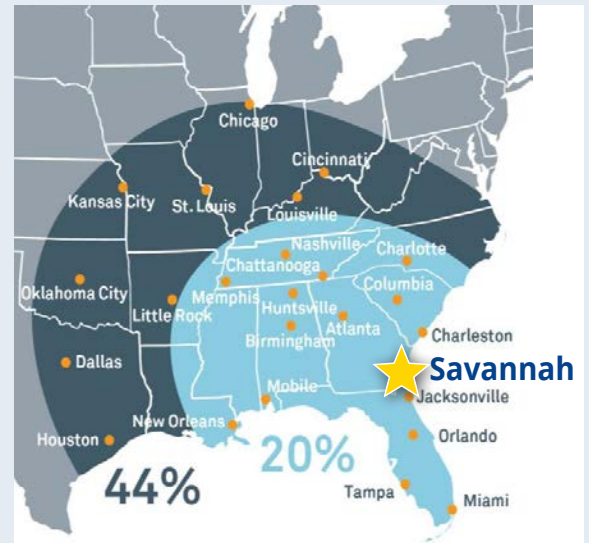 Chicago
Cincinnati
Kansas City
St. Louis
Louisville
Nashville
Charlotte
Chattanooga
Columbia
Oklahoma City
Memphis
Huntsville
Little Rock
Atlanta
Birmingham
Charleston
Dallas
Savannah
Mobile
Jacksonville
New Orleans
Houston
20%
Orlando
44%
Tampa
Miami